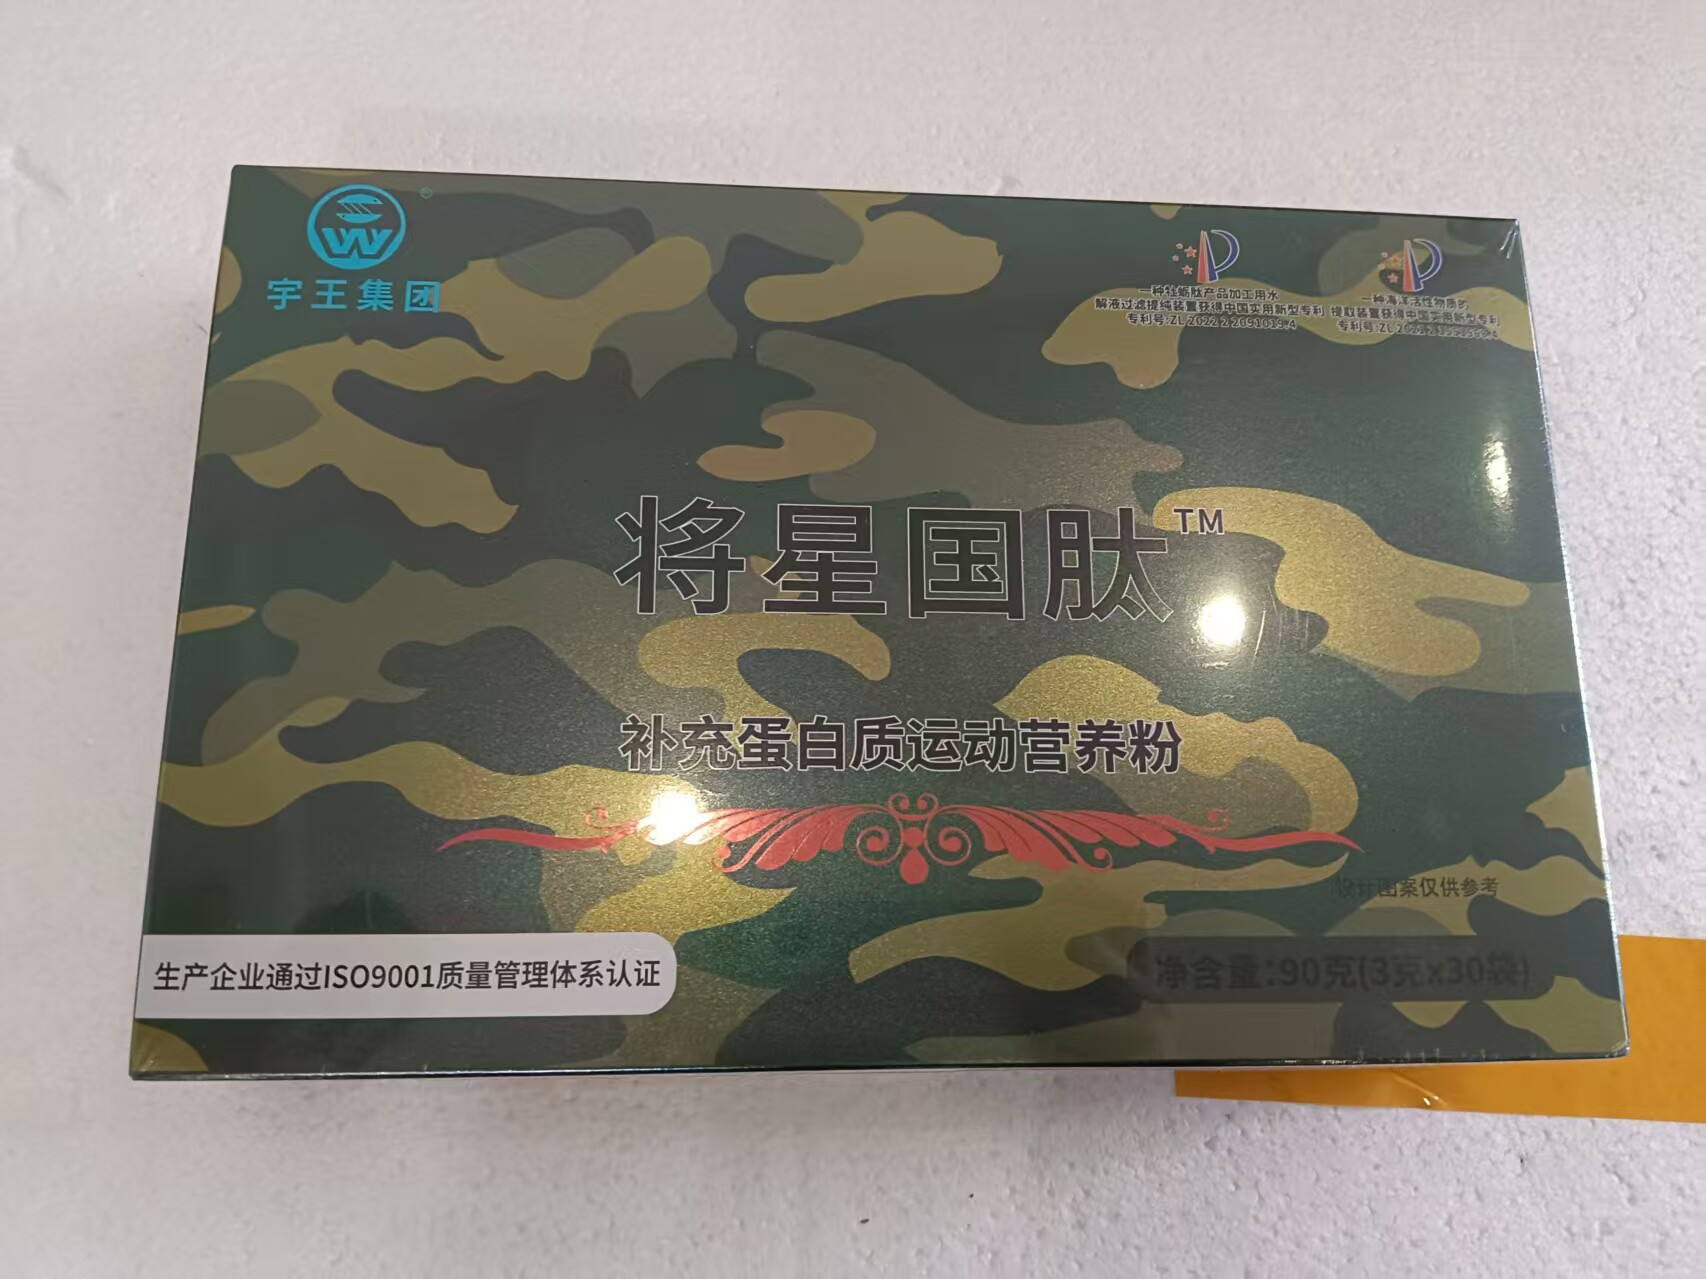 宇王集团
一种牡蛎肽产品加工用水
解液过滤提纯装置获得中国实用新型专利
专利号:ZL 2022 2 2091019.4
一种海洋活性物质的
提取装置获得中国实用新型专利
专利号:ZL
将星国肽™
补充蛋白质运动营养粉
设计图案仅供参考
生产企业通过ISO9001质量管理体系认证
净含量:90克(3克x30袋)